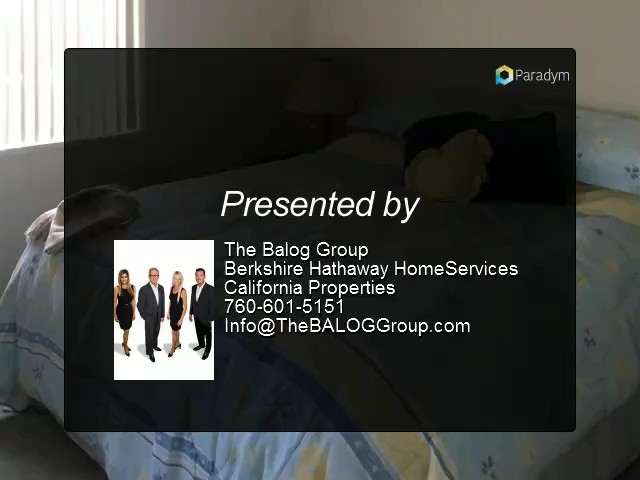 Paradym
Presented by
The Balog Group
Berkshire Hathaway HomeServices
California Properties
760-601-5151
Info@TheBALOGGroup.com